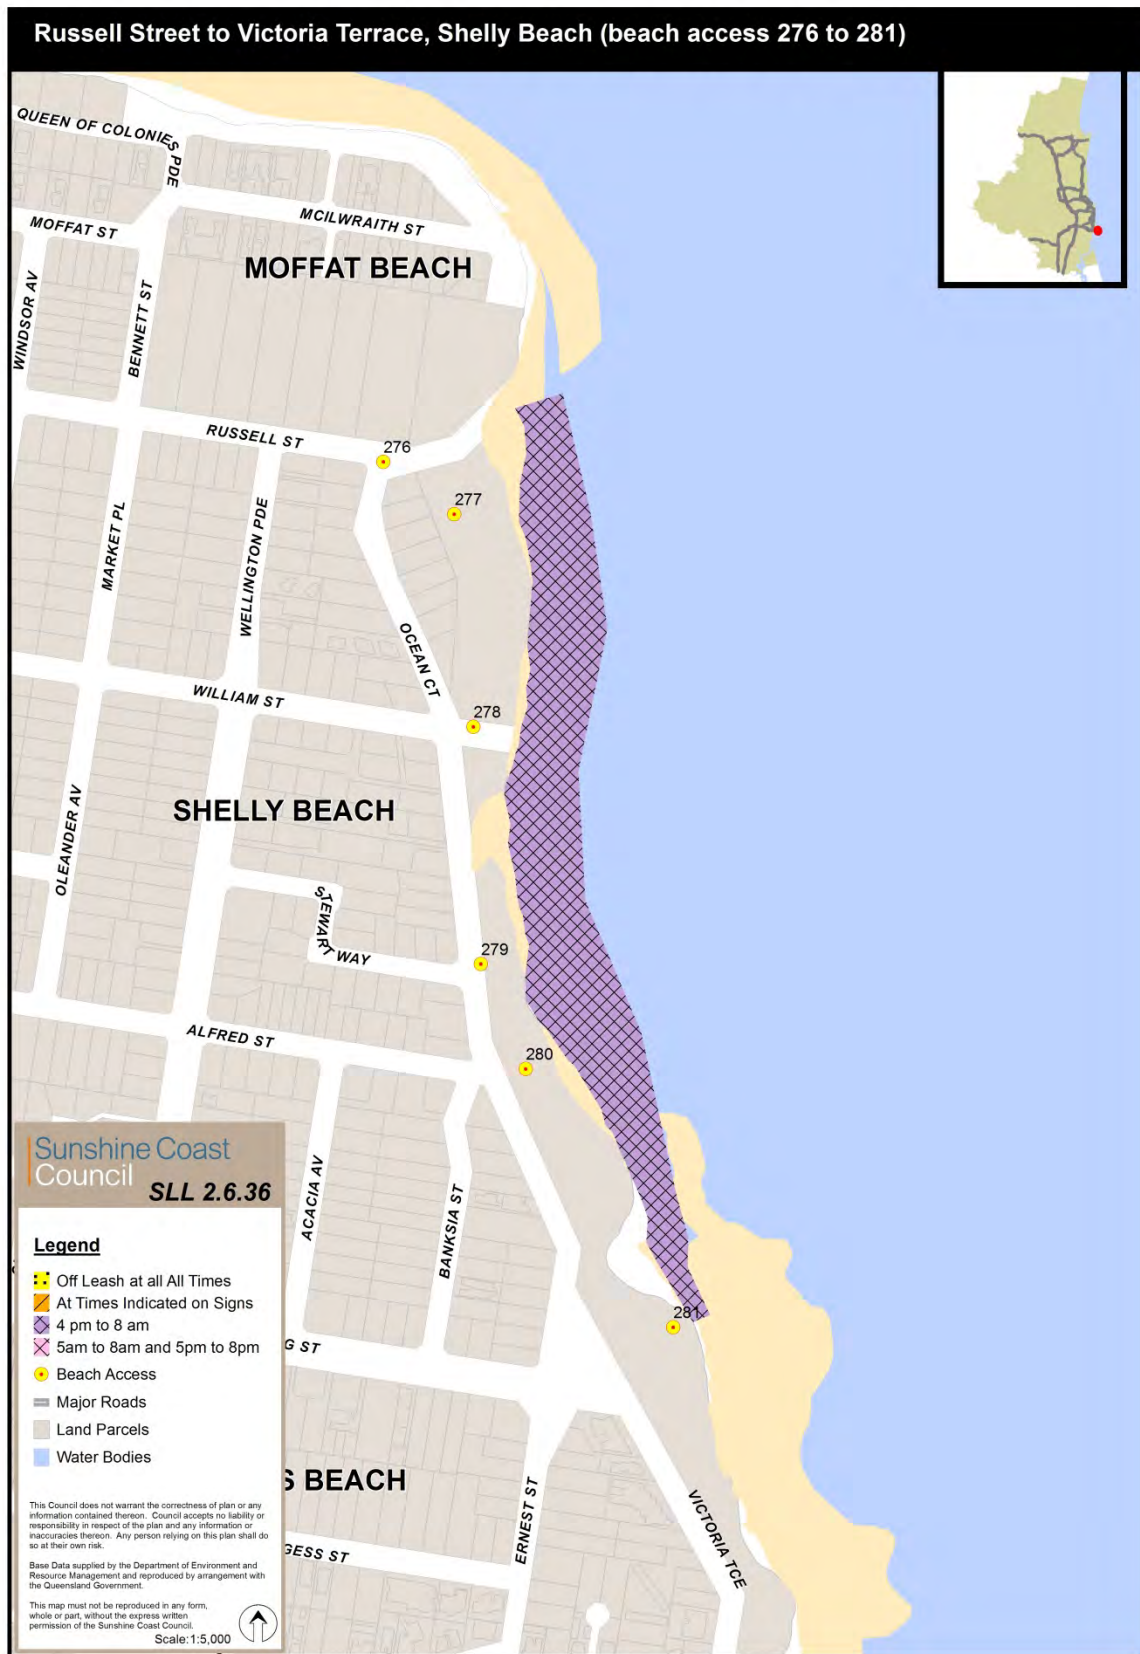 Russell Street to Victoria Terrace, Shelly Beach (beach access 276 to 281)
QUEEN OF COLONIES PDE
MOFFAT ST
MCILWRAITH ST
MOFFAT BEACH
WINDSOR AV
BENNETT ST
RUSSELL ST
276
277
MARKET PL
WELLINGTON PDE
OCEAN CT
WILLIAM ST
278
SHELLY BEACH
OLEANDER AV
STEWART WAY
279
ALFRED ST
280
ACACIA AV
BANKSIA ST
281
G ST
S BEACH
ERNEST ST
VICTORIA TCE
GESS ST
Sunshine Coast
Council
SLL 2.6.36
Legend
Off Leash at all All Times
At Times Indicated on Signs
4 pm to 8 am
5am to 8am and 5pm to 8pm
Beach Access
Major Roads
Land Parcels
Water Bodies
This Council does not warrant the correctness of plan or any
information contained thereon. Council accepts no liability or
responsibility in respect of the plan and any information or
inaccuracies thereon. Any person relying on this plan shall do
so at their own risk.
Base Data supplied by the Department of Environment and
Resource Management and reproduced by arrangement with
the Queensland Government.
This map must not be reproduced in any form,
whole or part, without the express written
permission of the Sunshine Coast Council.
Scale:1:5,000